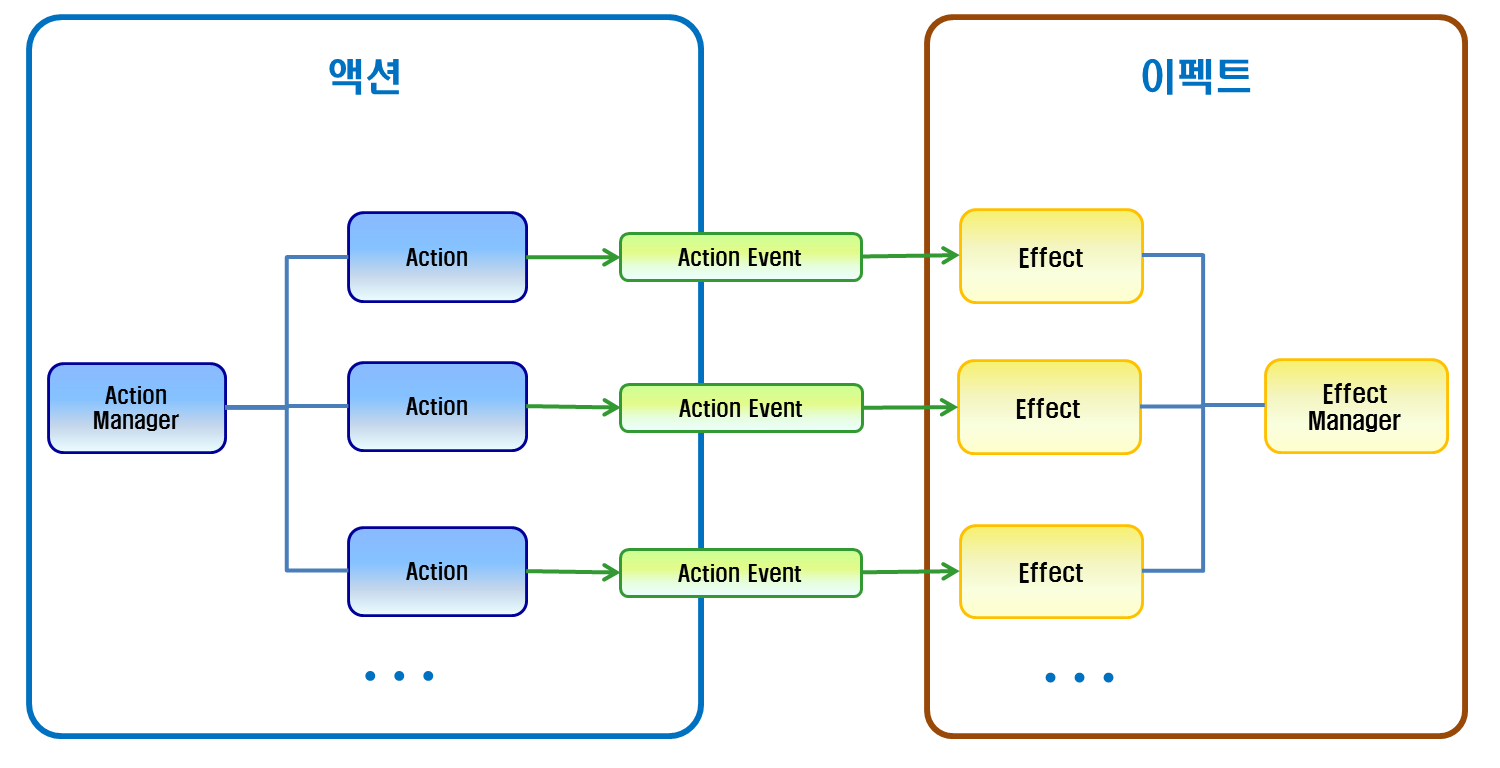 액션
이펙트
Action
Action Event
Effect
Action
Manager
Action
Action Event
Effect
Effect
Manager
Action
Action Event
Effect
• • •
• • •